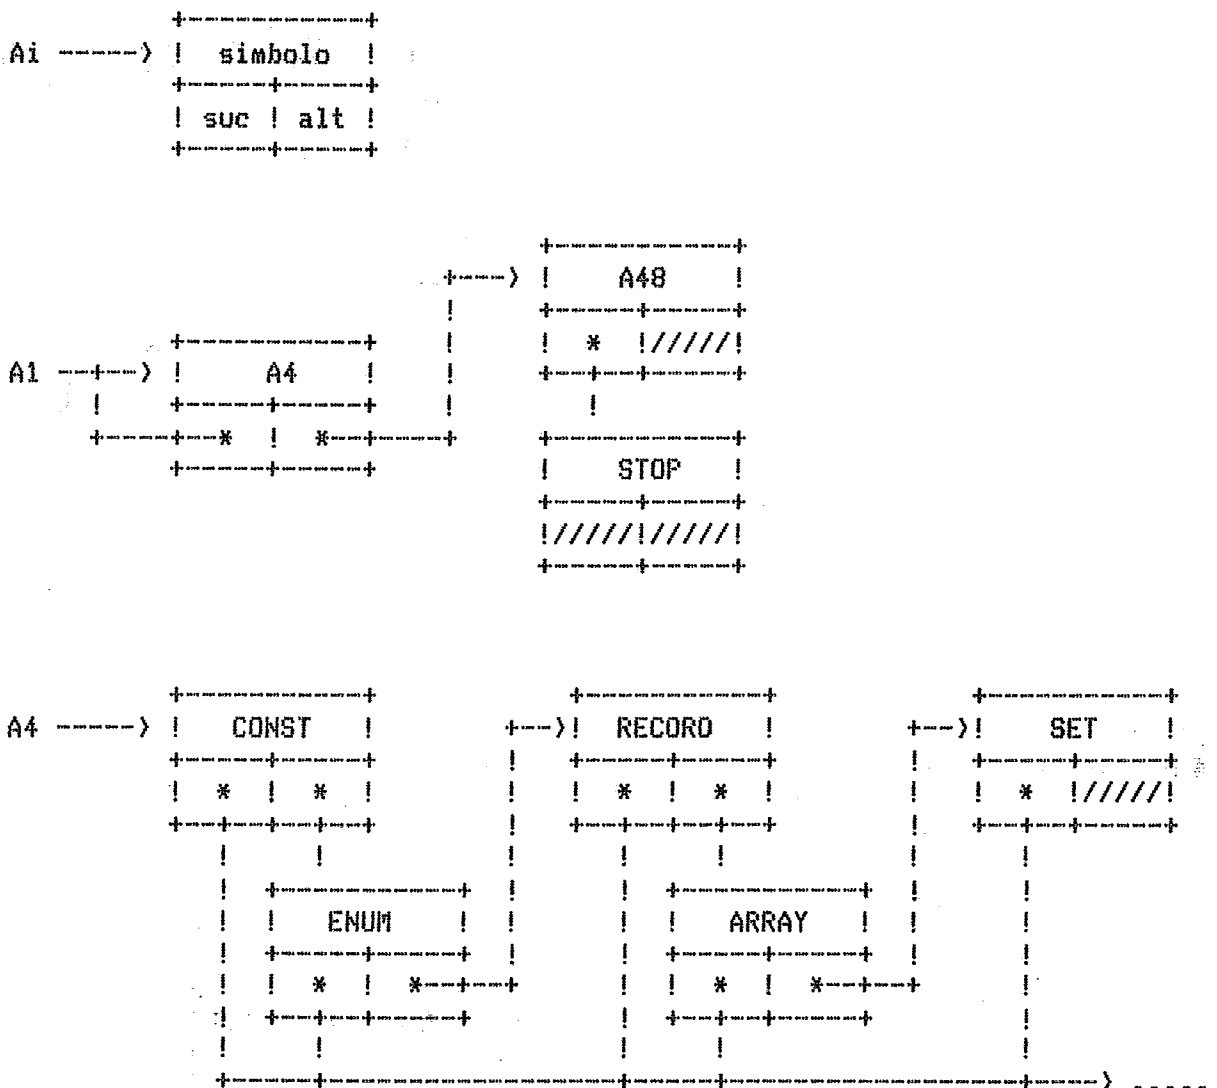 Ai -----> ! simbolo !
! suc ! alt !
+---> ! A48 !
! * !/////!
A1 --+--> ! A4 !
+-----+---* ! *---+-----+
! STOP !
!/////!/////!
A4 -----> ! CONST ! +-->! RECORD ! +-->! SET !
! * ! * ! ! ! * ! * ! ! ! * !/////!
! ! ENUM ! ! ! ! ARRAY ! ! !
! ! * ! *--+--+ ! ! * ! *--+--+ !
+-----+------------------+-----+------------------+-----> .....